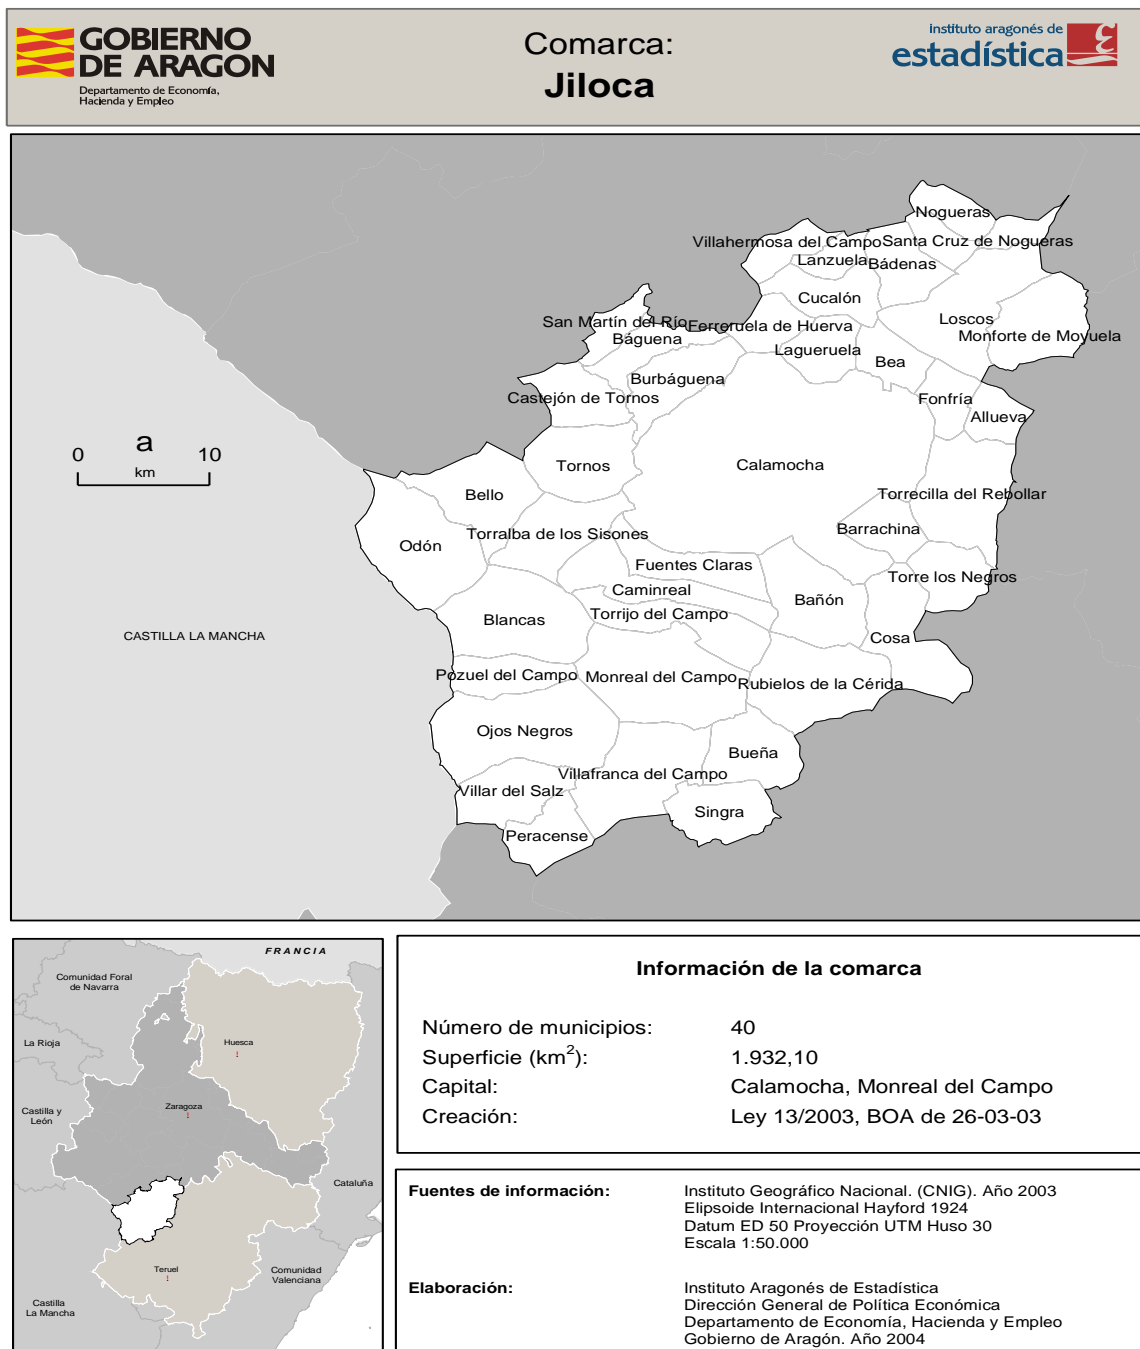 GOBIERNO
DE ARAGON
Departamento de Economía,
Hacienda y Empleo
Comarca:
Jiloca
instituto aragonés de
estadística
Nogueras
Villahermosa del Campo
Santa Cruz de Nogueras
Lanzuela
Bádenas
Cucalón
San Martín del Río
Ferreruela de Huerva
Loscos
Báguena
Monforte de Moyuela
Lagueruela
Bea
Burbáguena
Castejón de Tornos
Fonfría
Allueva
a
0 10
km
Tornos
Calamocha
Bello
Torrecilla del Rebollar
Torralba de los Sisones
Barrachina
Odón
Fuentes Claras
Torre los Negros
Caminreal
Bañón
Torrijo del Campo
Blancas
CASTILLA LA MANCHA
Cosa
Pozuel del Campo
Monreal del Campo
Rubielos de la Cérida
Ojos Negros
Bueña
Villafranca del Campo
Villar del Salz
Singra
Peracense
FRANCIA
Comunidad Foral
de Navarra
La Rioja
Huesca
Castilla y
León
Zaragoza
Cataluña
Teruel
Comunidad
Valenciana
Castilla
La Mancha
Información de la comarca
Número de municipios: 40
Superficie (km²): 1.932,10
Capital: Calamocha, Monreal del Campo
Creación: Ley 13/2003, BOA de 26-03-03
Fuentes de información: Instituto Geográfico Nacional. (CNIG). Año 2003
Elipsoide Internacional Hayford 1924
Datum ED 50 Proyección UTM Huso 30
Escala 1:50.000
Elaboración: Instituto Aragonés de Estadística
Dirección General de Política Económica
Departamento de Economía, Hacienda y Empleo
Gobierno de Aragón. Año 2004